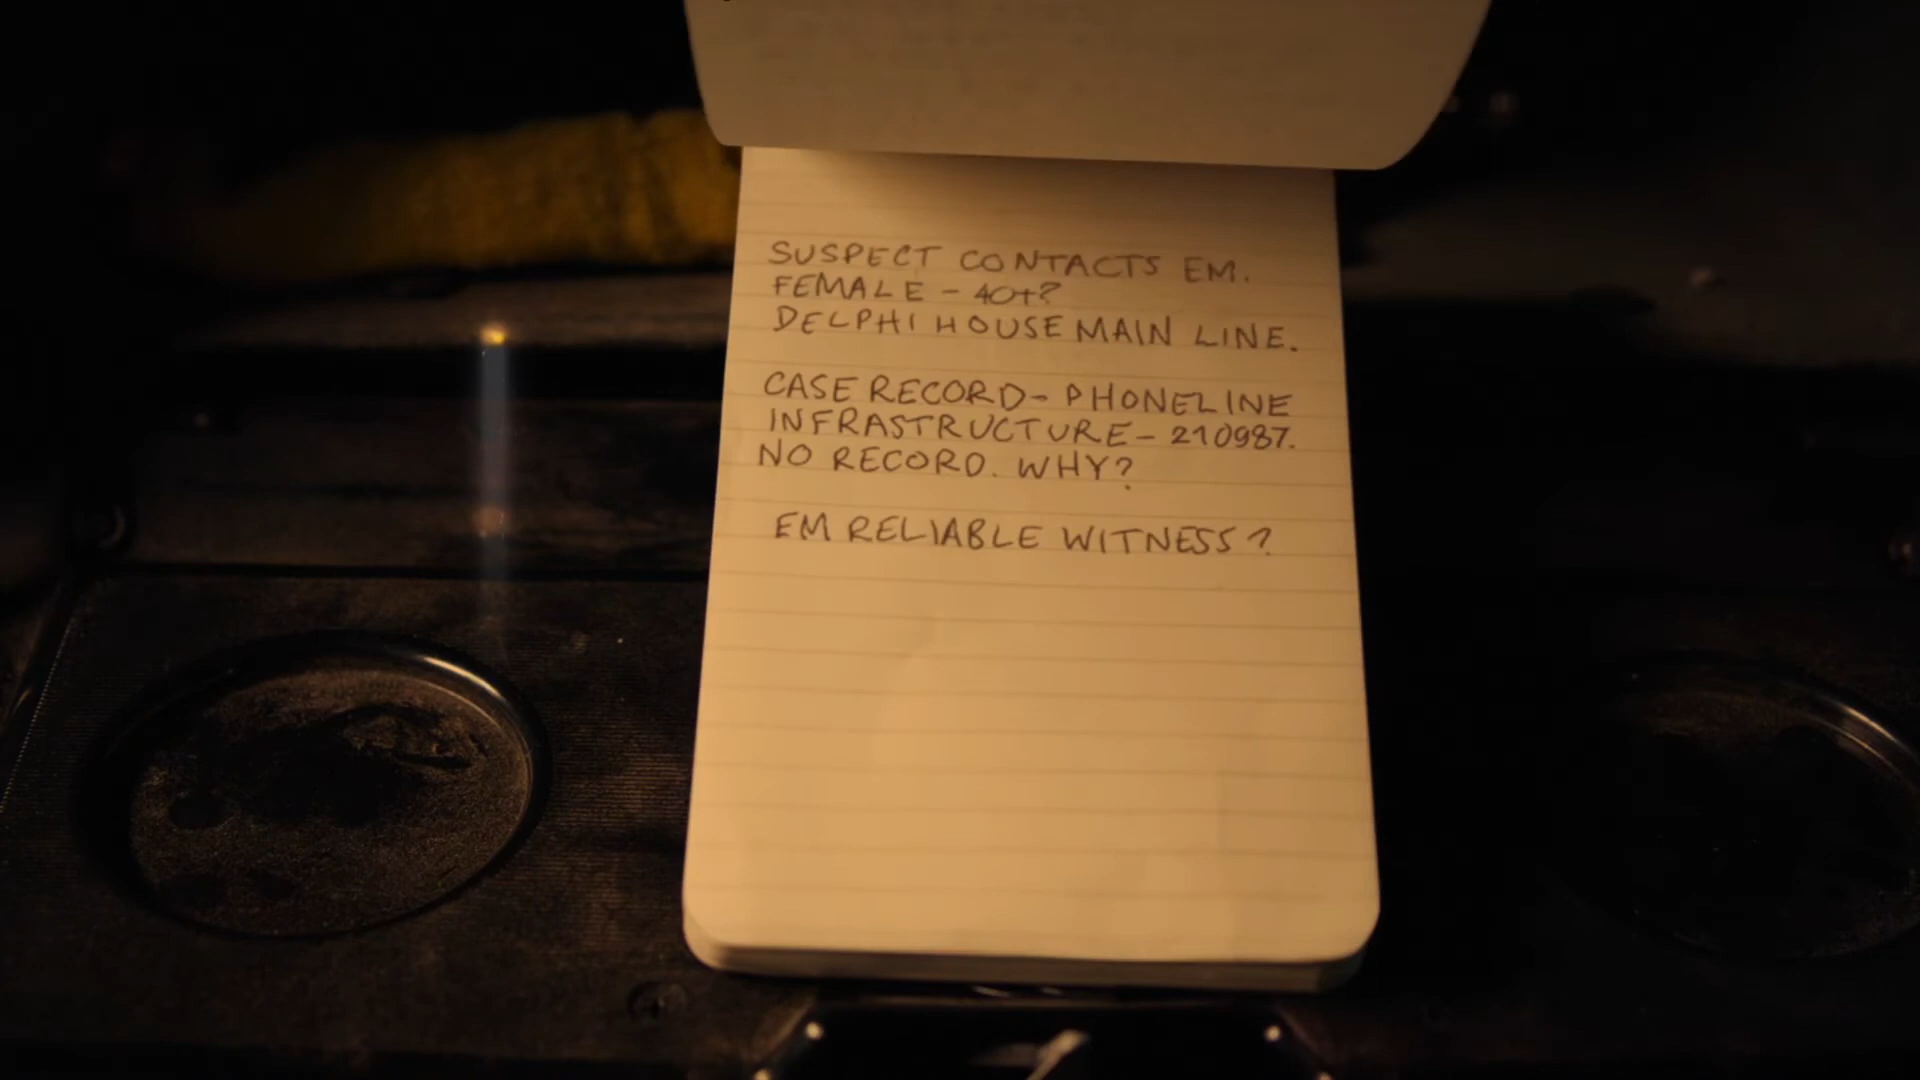 SUSPECT CONTACTS EM.
FEMALE - 40+?
DELPHI HOUSE MAIN LINE.
CASE RECORD - PHONELINE
INFRASTRUCTURE - 210987.
NO RECORD. WHY?
EM RELIABLE WITNESS?